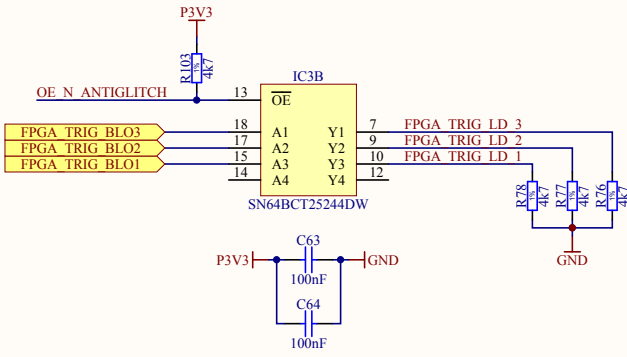 P3V3
R103
1%
4k7
IC3B
OE_N_ANTIGLITCH
13
OE
FPGA_TRIG_BLO3
18
A1
Y1
7
FPGA_TRIG_LD_3
FPGA_TRIG_BLO2
17
A2
Y2
9
FPGA_TRIG_LD_2
FPGA_TRIG_BLO1
15
A3
Y3
10
FPGA_TRIG_LD_1
14
A4
Y4
12
SN64BCT25244DW
R78
1%
4k7
R77
1%
4k7
R76
1%
4k7
GND
C63
P3V3
GND
100nF
C64
100nF